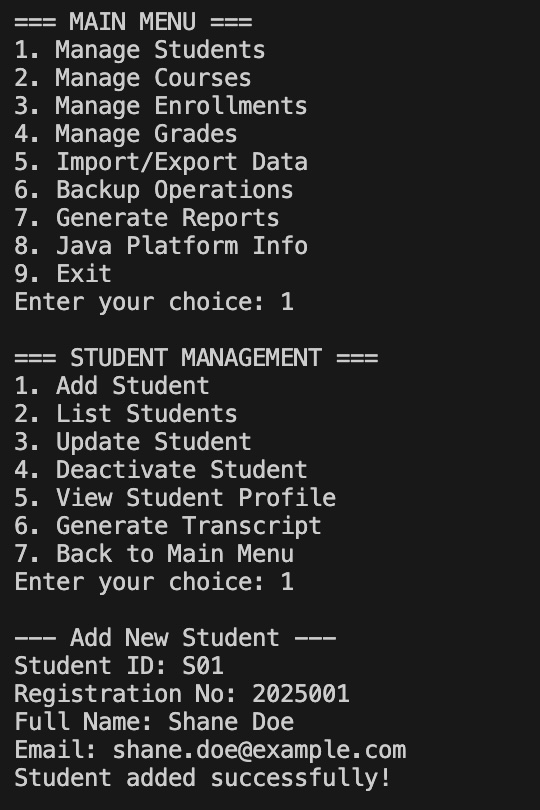 === MAIN MENU ===
1. Manage Students
2. Manage Courses
3. Manage Enrollments
4. Manage Grades
5. Import/Export Data
6. Backup Operations
7. Generate Reports
8. Java Platform Info
9. Exit
Enter your choice: 1

=== STUDENT MANAGEMENT ===
1. Add Student
2. List Students
3. Update Student
4. Deactivate Student
5. View Student Profile
6. Generate Transcript
7. Back to Main Menu
Enter your choice: 1

--- Add New Student ---
Student ID: S01
Registration No: 2025001
Full Name: Shane Doe
Email: shane.doe@example.com
Student added successfully!